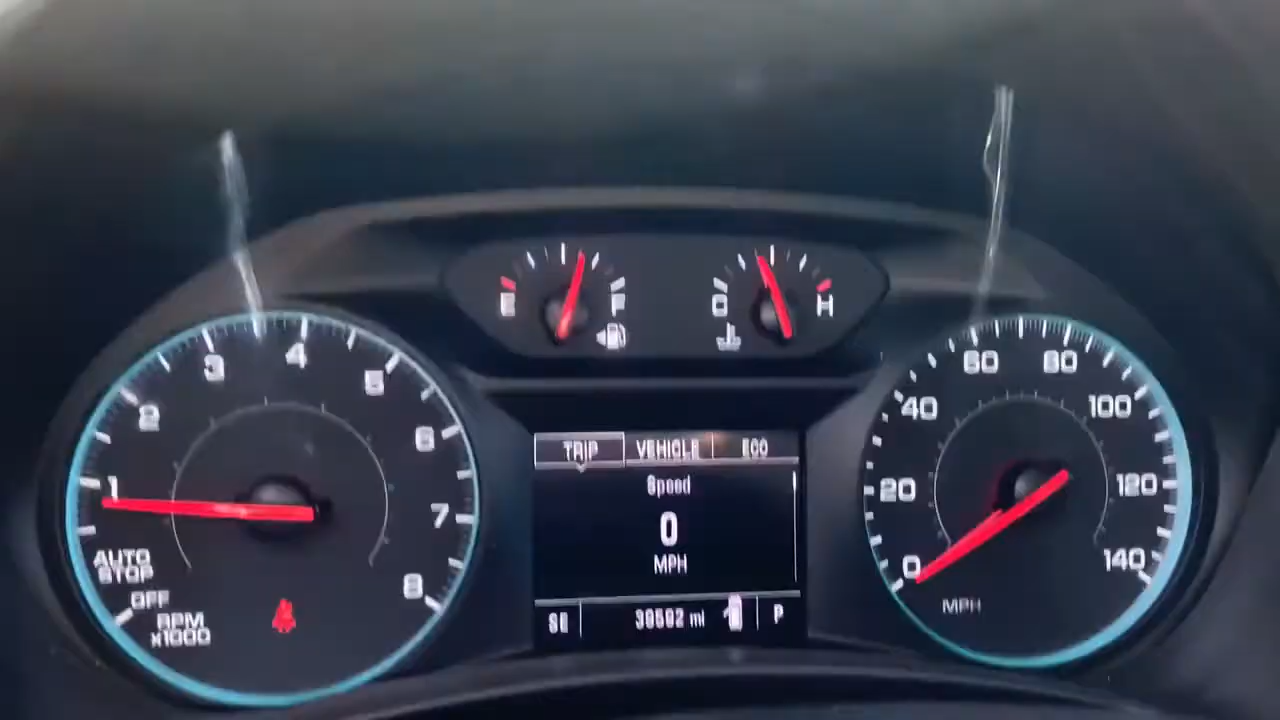 E F
C H
1 2 3 4 5 6 7 8
AUTO
STOP
OFF
RPM
x1000
TRIP VEHICLE ECO
Speed
0
MPH
SE mi P
0 20 40 60 80 100 120 140
MPH